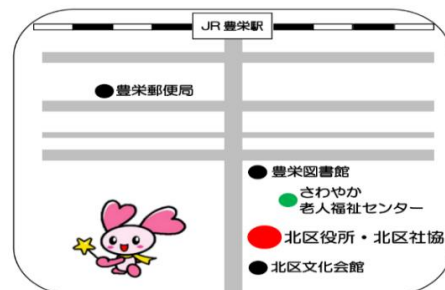 JR 豊栄駅
豊栄郵便局
豊栄図書館
さわやか
老人福祉センター
北区役所・北区社協
北区文化会館